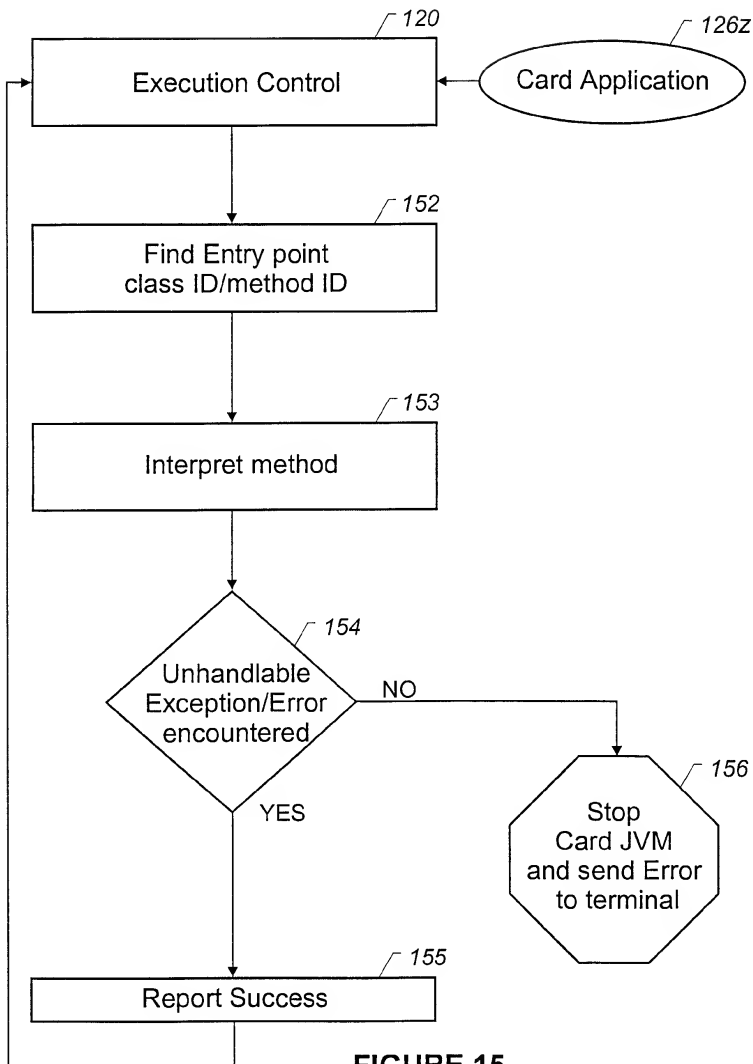 120
Execution Control
126z
Card Application
152
Find Entry point
class ID/method ID
153
Interpret method
154
Unhandlable
Exception/Error
encountered
NO
YES
156
Stop
Card JVM
and send Error
to terminal
155
Report Success
FIGURE 15